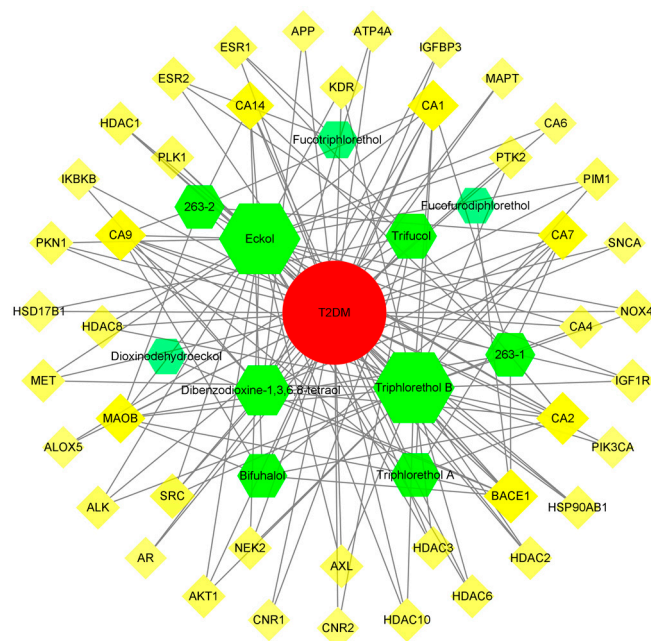 APP
ATP4A
ESR1
IGFBP3
ESR2
KDR
MAPT
CA14
CA1
HDAC1
Fucotriphlorethol
CA6
PLK1
PTK2
IKBKB
PIM1
263-2
Fucofurodiphlorethol
PKN1
CA9
Eckol
Trifucol
CA7
SNCA
HSD17B1
T2DM
NOX4
HDAC8
CA4
Dioxinodehydroeckol
263-1
MET
Dibenzodioxine-1,3,6,8-tetraol
Triphlorethol B
IGF1R
MAOB
CA2
ALOX5
PIK3CA
Bifuhalol
Triphlorethol A
ALK
SRC
BACE1
HSP90AB1
AR
NEK2
AXL
HDAC3
HDAC2
AKT1
HDAC6
CNR1
CNR2
HDAC10